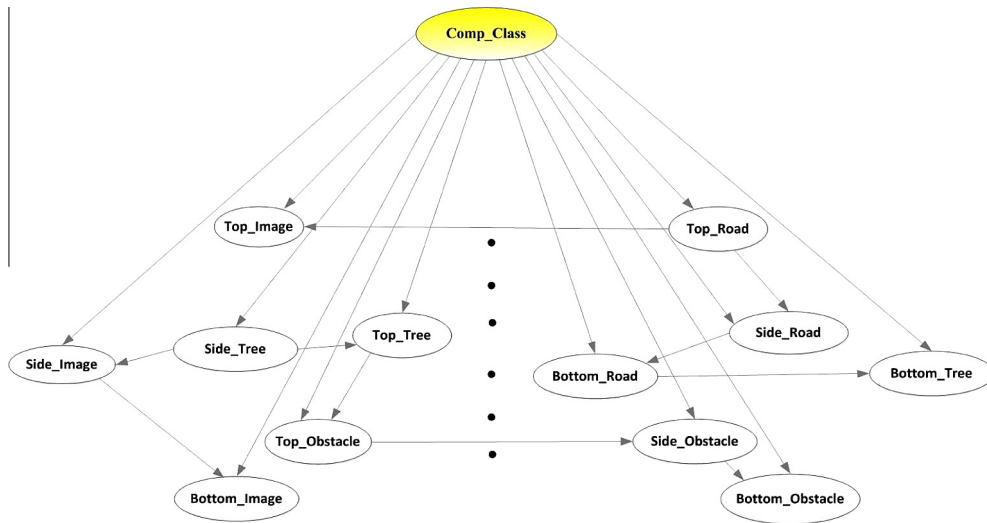 Comp_Class
Top_Image
Top_Road
Side_Image
Side_Tree
Top_Tree
Side_Road
Bottom_Road
Bottom_Tree
Top_Obstacle
Side_Obstacle
Bottom_Image
Bottom_Obstacle